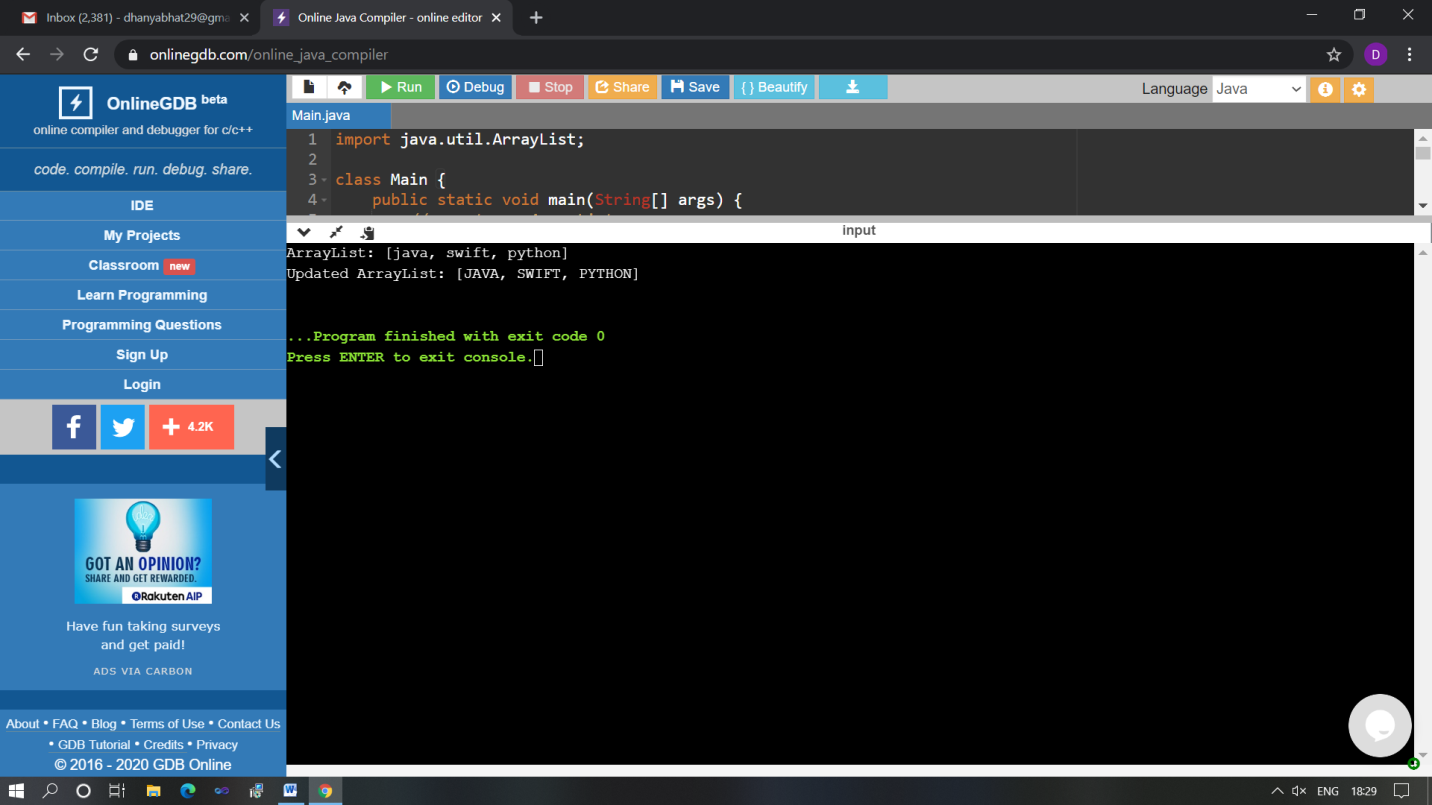 Inbox (2,381) - dhanyabhat29@gma
Online Java Compiler - online editor
onlinegdb.com/online_java_compiler
D
OnlineGDB beta
online compiler and debugger for c/c++
code. compile. run. debug. share.
IDE
My Projects
Classroom new
Learn Programming
Programming Questions
Sign Up
Login
f
4.2K
GOT AN OPINION?
SHARE AND GET REWARDED.
Rakuten AIP
Have fun taking surveys
and get paid!
ADS VIA CARBON
About • FAQ • Blog • Terms of Use • Contact Us
• GDB Tutorial • Credits • Privacy
© 2016 - 2020 GDB Online
Run Debug Stop Share Save { } Beautify
Language Java
Main.java
1 import java.util.ArrayList;
2
3 class Main {
4 public static void main(String[] args) {
input
ArrayList: [java, swift, python]
Updated ArrayList: [JAVA, SWIFT, PYTHON]
...Program finished with exit code 0
Press ENTER to exit console.
ENG 18:29